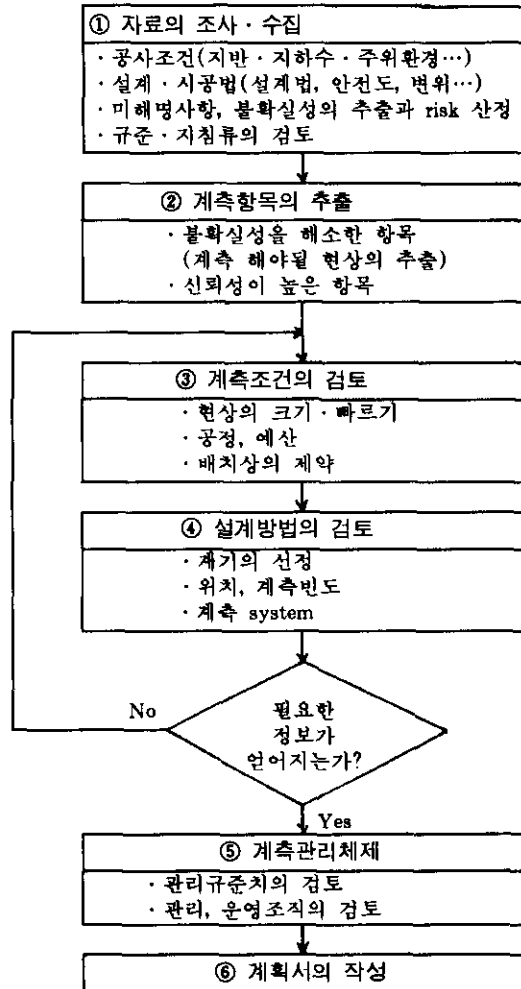 ① 자료의 조사 · 수집
· 공사조건(지반 · 지하수 · 주위환경…)
· 설계 · 시공법(설계법, 안전도, 변위…)
· 미해명사항, 불확실성의 추출과 risk 산정
· 규준 · 지침류의 검토
② 계측항목의 추출
· 불확실성을 해소한 항목
(계측 해야될 현상의 추출)
· 신뢰성이 높은 항목
③ 계측조건의 검토
· 현상의 크기 · 빠르기
· 공정, 예산
· 배치상의 제약
④ 설계방법의 검토
· 재기의 선정
· 위치, 계측빈도
· 계측 system
No
필요한
정보가
얻어지는가?
Yes
⑤ 계측관리체제
· 관리규준치의 검토
· 관리, 운영조직의 검토
⑥ 계획서의 작성